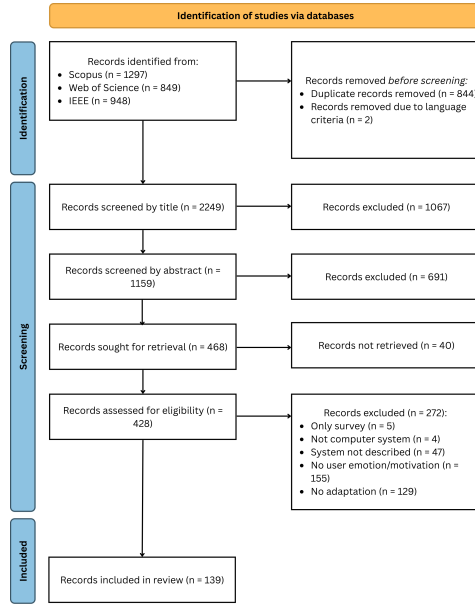 Identification of studies via databases
Identification
Records identified from:
• Scopus (n = 1297)
• Web of Science (n = 849)
• IEEE (n = 948)
Records removed before screening:
• Duplicate records removed (n = 844)
• Records removed due to language
criteria (n = 2)
Screening
Records screened by title (n = 2249)
Records excluded (n = 1067)
Records screened by abstract (n =
1159)
Records excluded (n = 691)
Records sought for retrieval (n = 468)
Records not retrieved (n = 40)
Records assessed for eligibility (n =
428)
Records excluded (n = 272):
• Only survey (n = 5)
• Not computer system (n = 4)
• System not described (n = 47)
• No user emotion/motivation (n =
155)
• No adaptation (n = 129)
Included
Records included in review (n = 139)